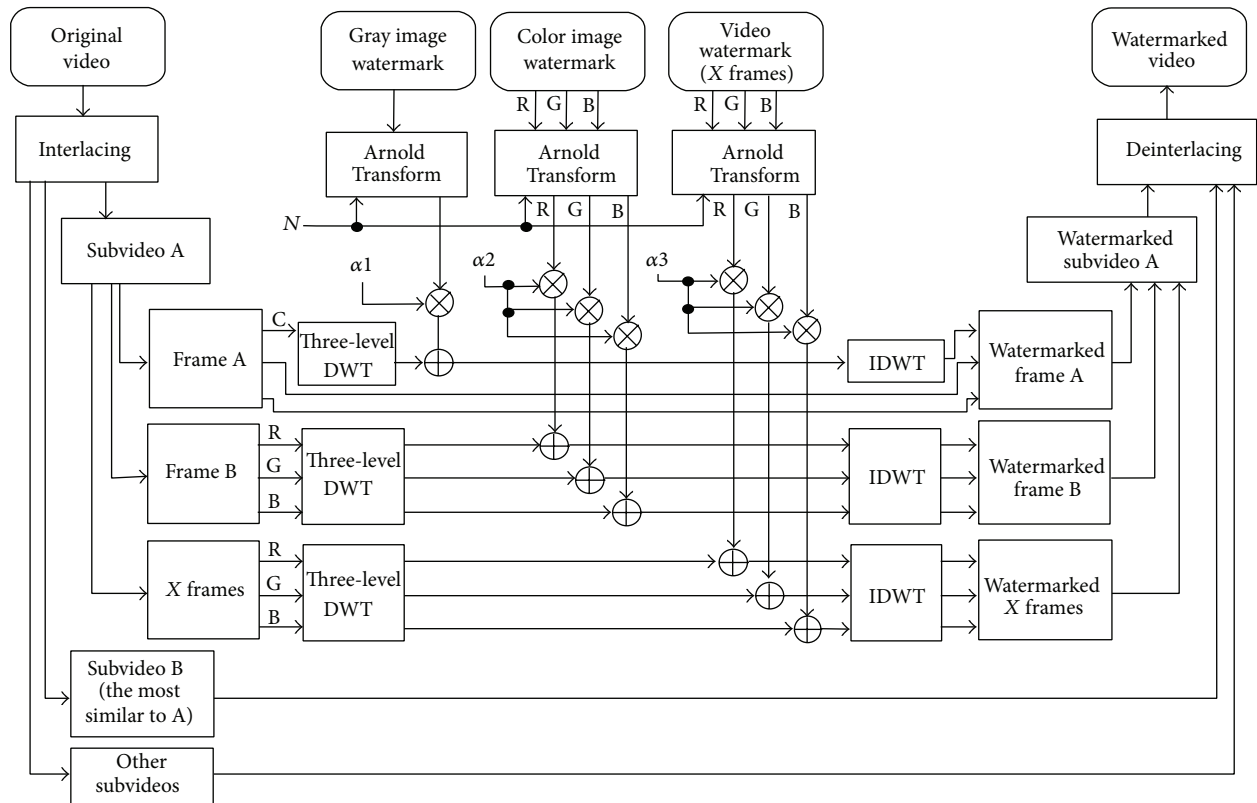 Original
video
Gray image
watermark
Color image
watermark
Video
watermark
(X frames)
Watermarked
video
R
G
B
R
G
B
Interlacing
Arnold
Transform
Arnold
Transform
Arnold
Transform
Deinterlacing
N
R
G
B
R
G
B
Subvideo A
Watermarked
subvideo A
α1
α2
α3
Frame A
C
Three-level
DWT
IDWT
Watermarked
frame A
Frame B
R
G
B
Three-level
DWT
IDWT
Watermarked
frame B
X frames
R
G
B
Three-level
DWT
IDWT
Watermarked
X frames
Subvideo B
(the most
similar to A)
Other
subvideos